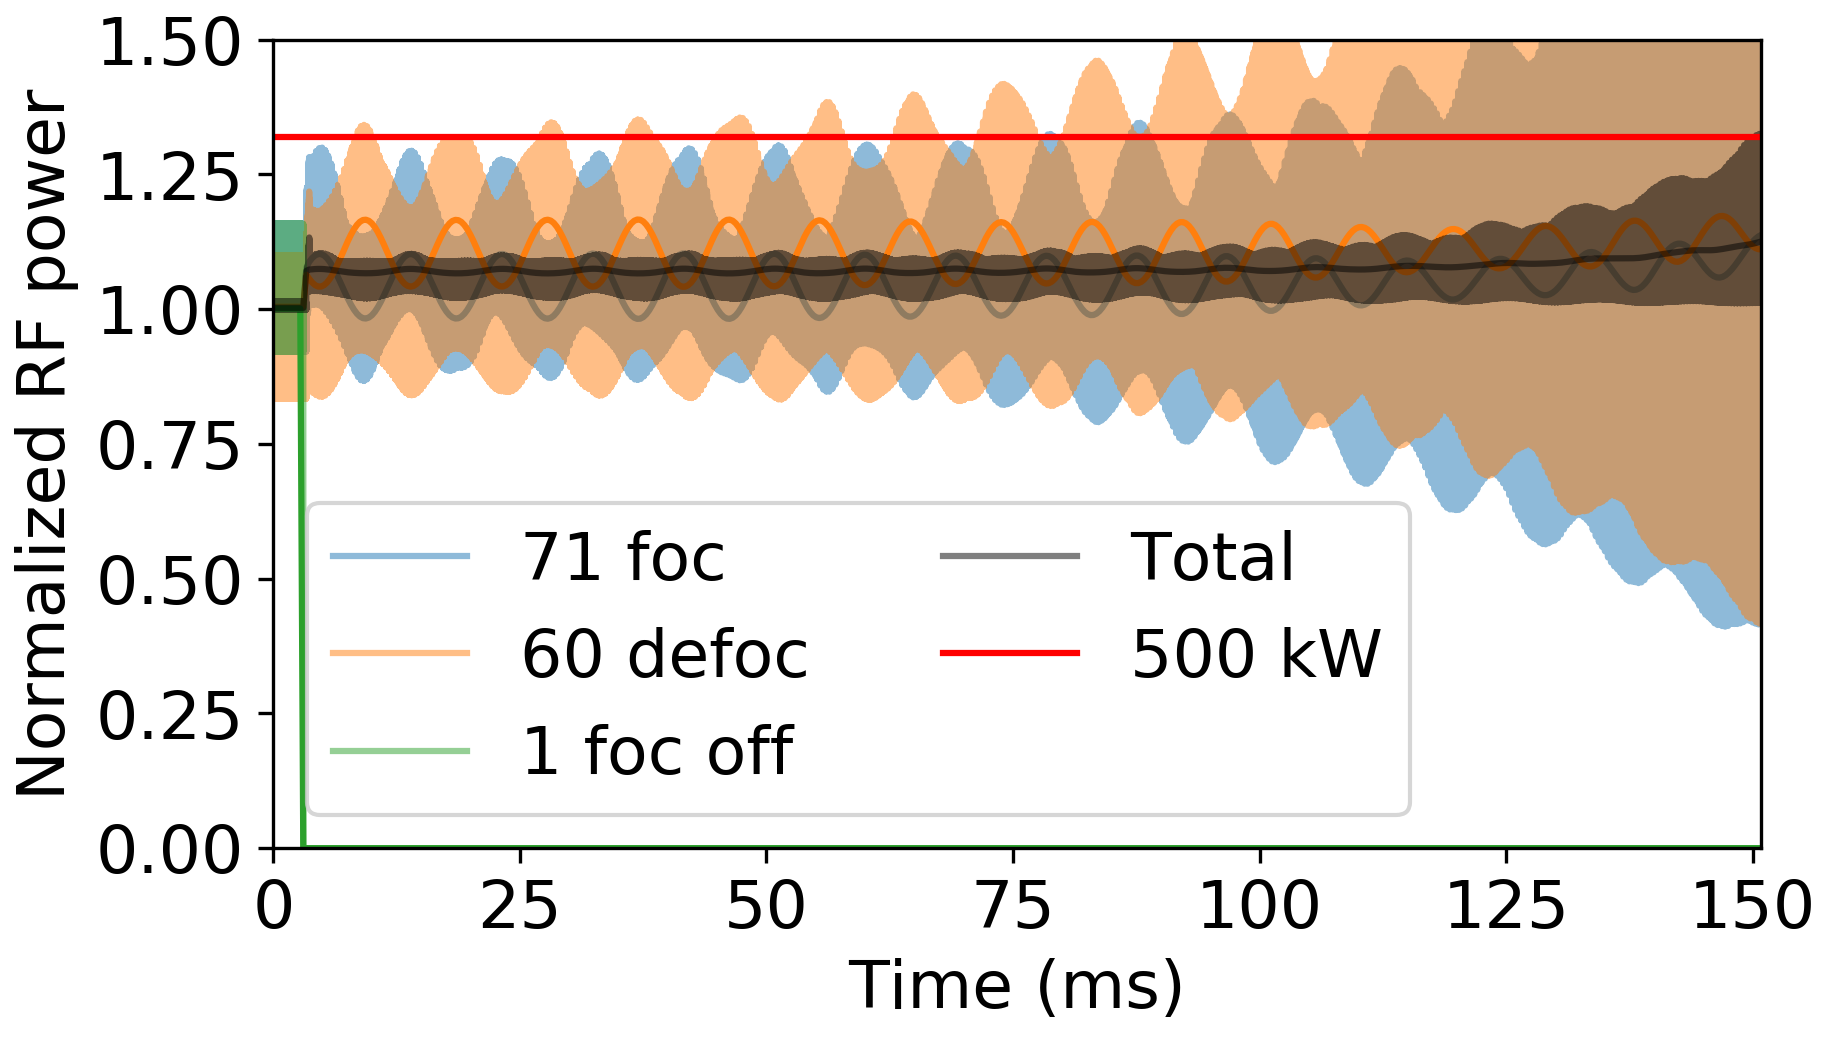 Normalized RF power
1.50
1.25
1.00
0.75
0.50
0.25
0.00
71 foc
60 defoc
1 foc off
Total
500 kW
0 25 50 75 100 125 150
Time (ms)